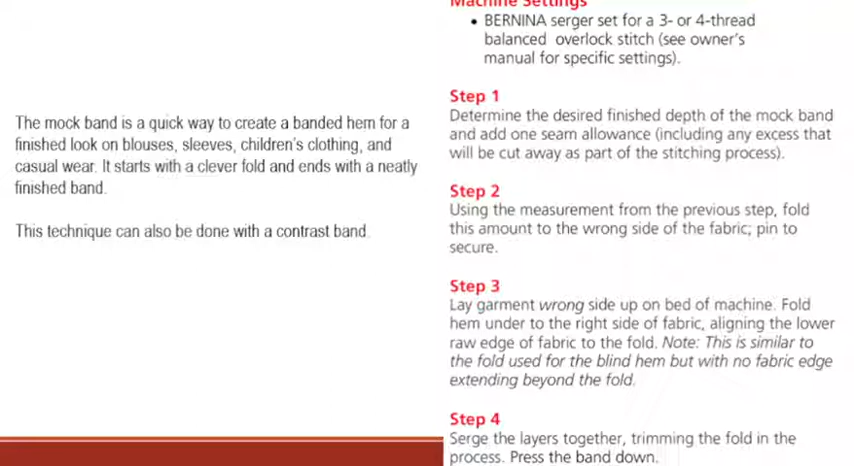 The mock band is a quick way to create a banded hem for a
finished look on blouses, sleeves, children's clothing, and
casual wear. It starts with a clever fold and ends with a neatly
finished band.
This technique can also be done with a contrast band.
Machine Settings
• BERNINA serger set for a 3- or 4-thread
balanced overlock stitch (see owner's
manual for specific settings).
Step 1
Determine the desired finished depth of the mock band
and add one seam allowance (including any excess that
will be cut away as part of the stitching process).
Step 2
Using the measurement from the previous step, fold
this amount to the wrong side of the fabric; pin to
secure.
Step 3
Lay garment wrong side up on bed of machine. Fold
hem under to the right side of fabric, aligning the lower
raw edge of fabric to the fold. Note: This is similar to
the fold used for the blind hem but with no fabric edge
extending beyond the fold.
Step 4
Serge the layers together, trimming the fold in the
process. Press the band down.